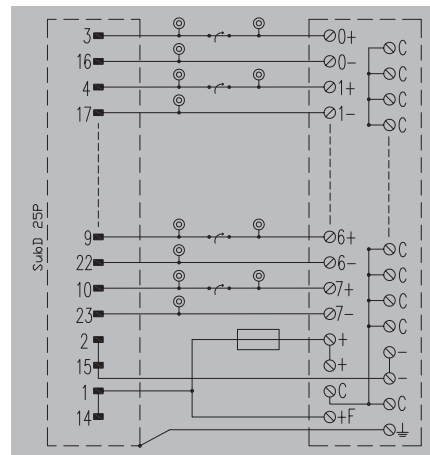 3 0+ C
16 0-
4 1+ C
17 1- C
C
SubD 25P
9 6+ C
22 6- C
10 7+ C
23 7- C
2 + -
15 + -
1 C C
14 +F